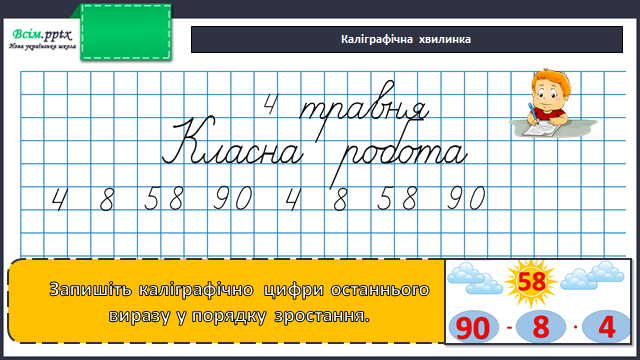 Всім.pptx
Нова українська школа
Каліграфічна хвилинка
4 травня
Класна робота
4 8 58 90 4 8 58 90
Запишіть каліграфічно цифри останнього
виразу у порядку зростання.
58
90 - 8 · 4